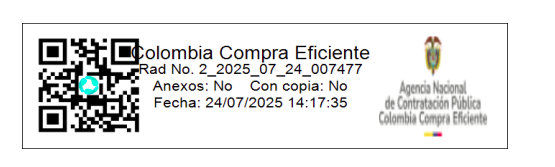 Colombia Compra Eficiente
Rad No. 2_2025_07_24_007477
Anexos: No Con copia: No
Fecha: 24/07/2025 14:17:35
Agencia Nacional
de Contratación Pública
Colombia Compra Eficiente